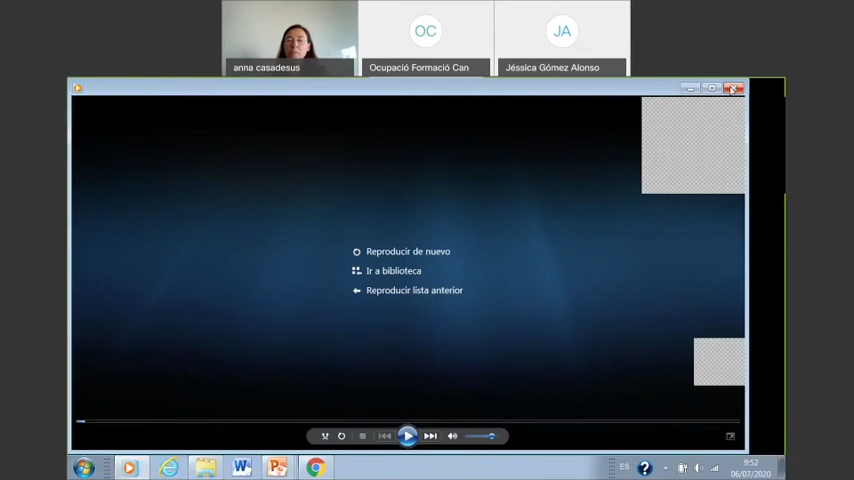 OC
JA
anna casadesus
Ocupació Formació Can
Jéssica Gómez Alonso
Reproducir de nuevo
Ir a biblioteca
Reproducir lista anterior
ES
9:52
06/07/2020